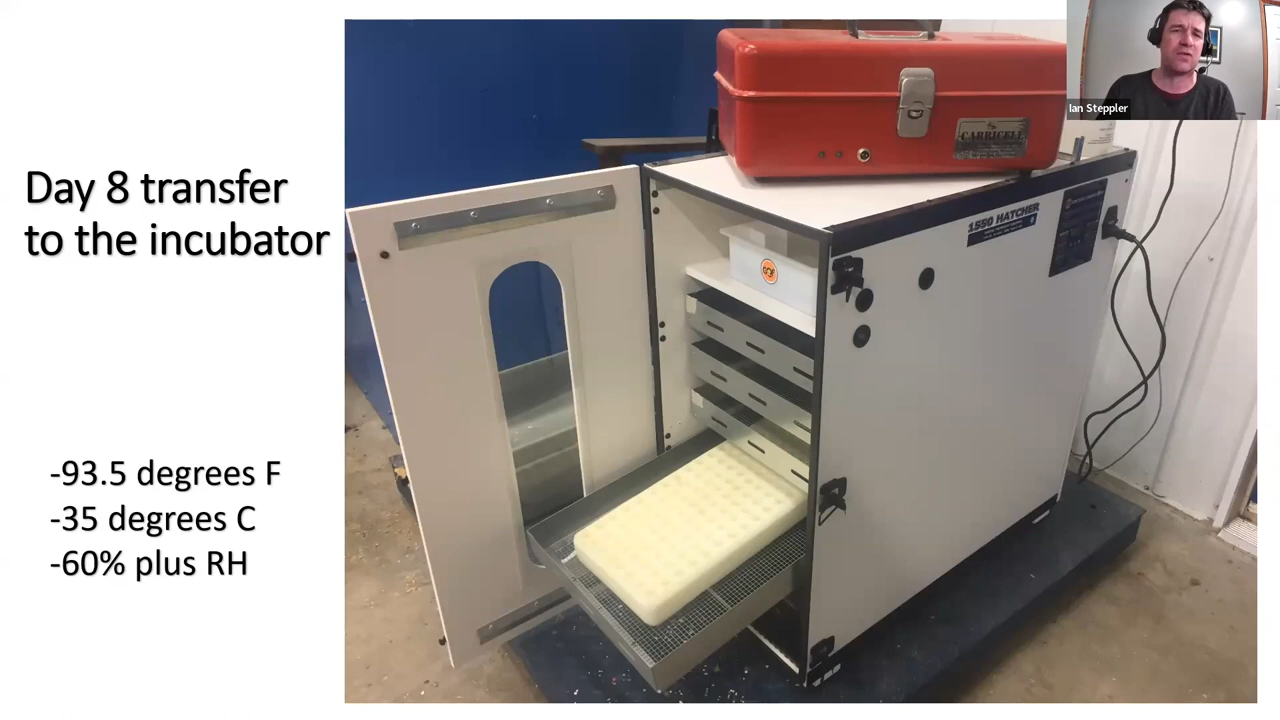 Day 8 transfer
to the incubator
-93.5 degrees F
-35 degrees C
-60% plus RH
CARRICELL
1550 HATCHER
GQF
Ian Steppler